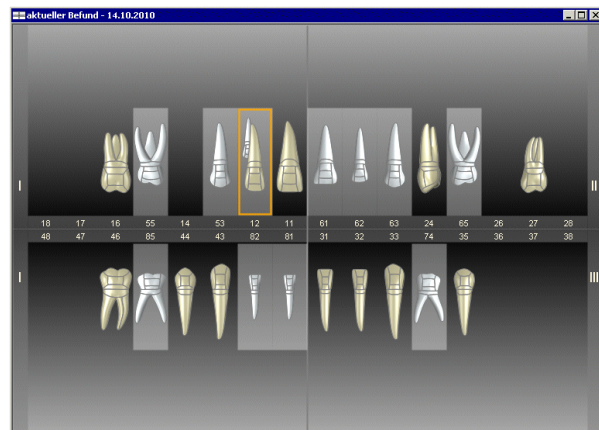 aktueller Befund - 14.10.2010
I II
18 17 16 55 14 53 12 11 61 62 63 24 65 26 27 28
48 47 46 85 44 43 82 81 31 32 33 74 35 36 37 38
I III